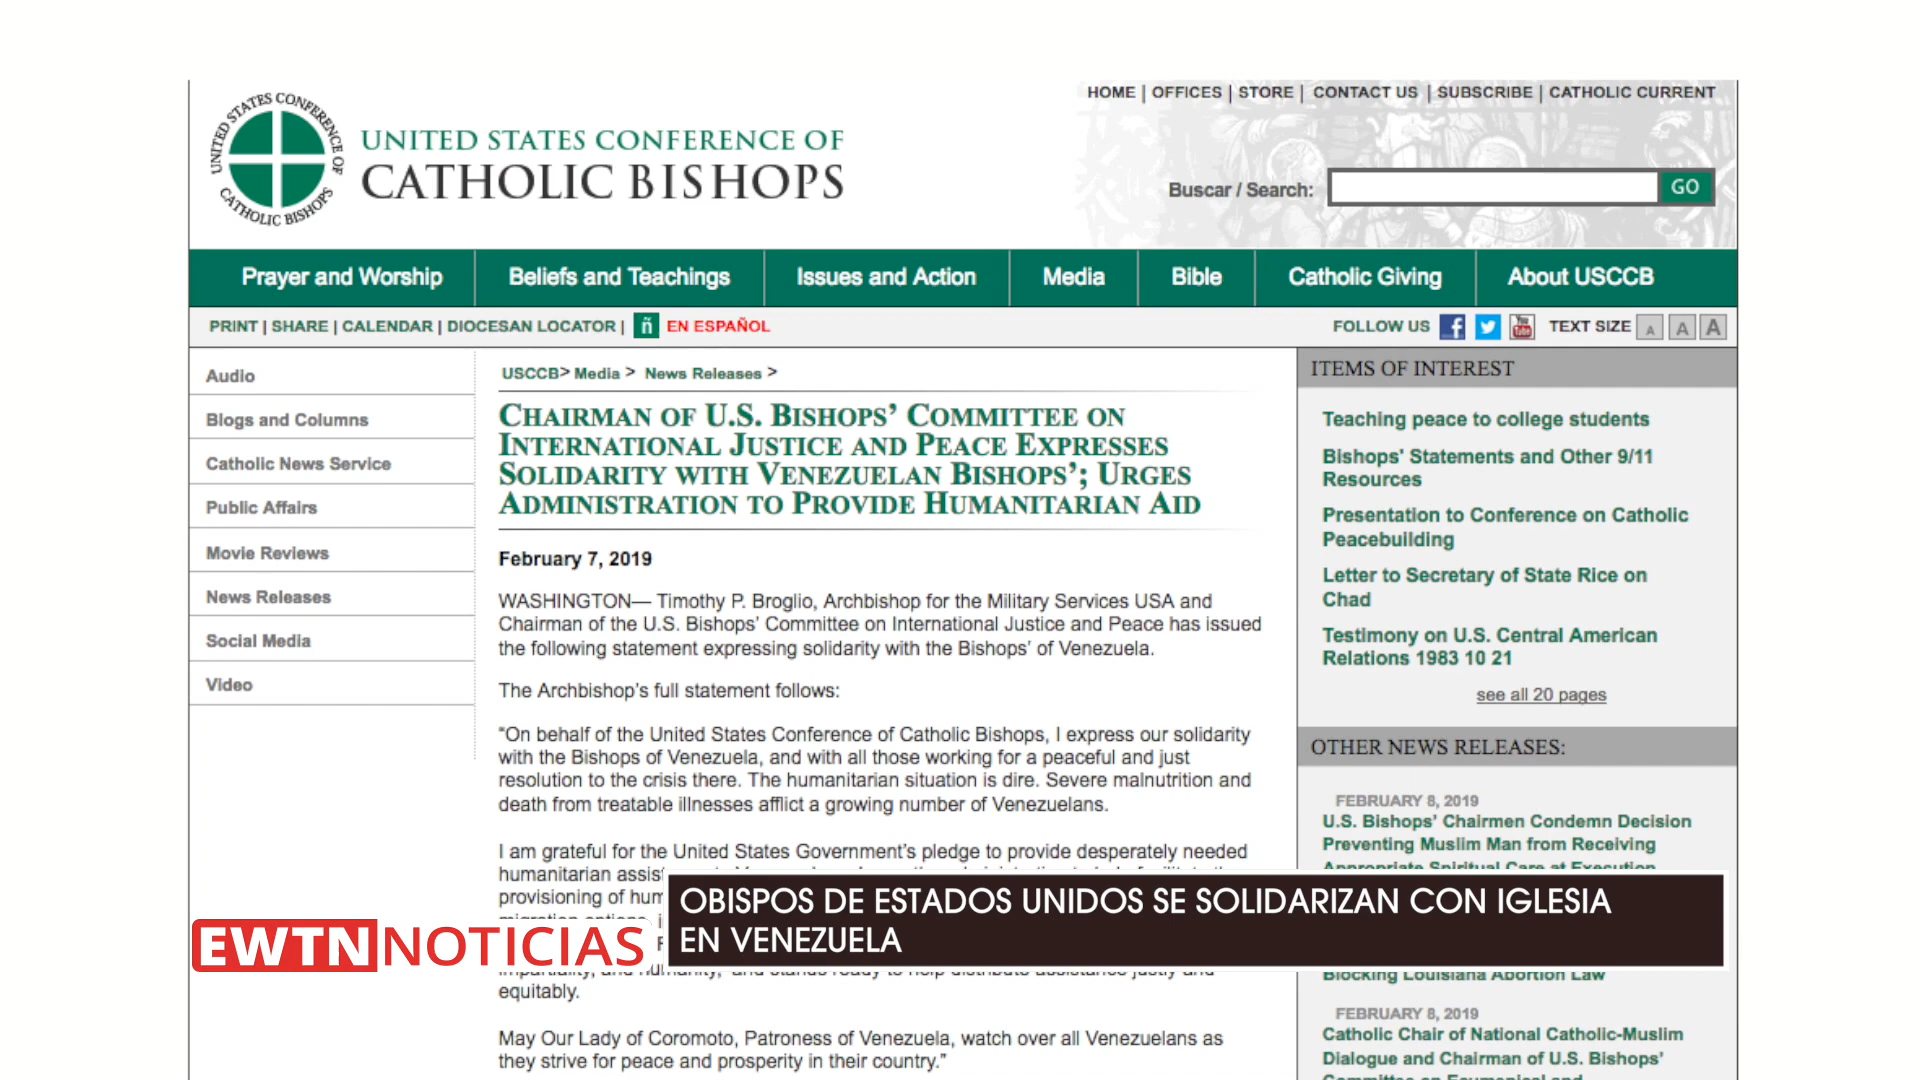 UNITED STATES CONFERENCE OF CATHOLIC BISHOPS
UNITED STATES CONFERENCE OF
CATHOLIC BISHOPS
HOME | OFFICES | STORE | CONTACT US | SUBSCRIBE | CATHOLIC CURRENT
Buscar / Search:
GO
Prayer and Worship
Beliefs and Teachings
Issues and Action
Media
Bible
Catholic Giving
About USCCB
PRINT | SHARE | CALENDAR | DIOCESAN LOCATOR | ñ EN ESPAÑOL
FOLLOW US f You Tube TEXT SIZE A A A
Audio
Blogs and Columns
Catholic News Service
Public Affairs
Movie Reviews
News Releases
Social Media
Video
USCCB> Media > News Releases >
CHAIRMAN OF U.S. BISHOPS' COMMITTEE ON
INTERNATIONAL JUSTICE AND PEACE EXPRESSES
SOLIDARITY WITH VENEZUELAN BISHOPS'; URGES
ADMINISTRATION TO PROVIDE HUMANITARIAN AID
February 7, 2019
WASHINGTON— Timothy P. Broglio, Archbishop for the Military Services USA and
Chairman of the U.S. Bishops' Committee on International Justice and Peace has issued
the following statement expressing solidarity with the Bishops' of Venezuela.
The Archbishop's full statement follows:
"On behalf of the United States Conference of Catholic Bishops, I express our solidarity
with the Bishops of Venezuela, and with all those working for a peaceful and just
resolution to the crisis there. The humanitarian situation is dire. Severe malnutrition and
death from treatable illnesses afflict a growing number of Venezuelans.
I am grateful for the United States Government's pledge to provide desperately needed
humanitarian
provisioning of
equitably.
May Our Lady of Coromoto, Patroness of Venezuela, watch over all Venezuelans as
they strive for peace and prosperity in their country."
ITEMS OF INTEREST
Teaching peace to college students
Bishops' Statements and Other 9/11
Resources
Presentation to Conference on Catholic
Peacebuilding
Letter to Secretary of State Rice on
Chad
Testimony on U.S. Central American
Relations 1983 10 21
see all 20 pages
OTHER NEWS RELEASES:
FEBRUARY 8, 2019
U.S. Bishops' Chairmen Condemn Decision
Preventing Muslim Man from Receiving
Appropriate Spiritual Care at Execution
Blocking Louisiana Abortion Law
FEBRUARY 8, 2019
Catholic Chair of National Catholic-Muslim
Dialogue and Chairman of U.S. Bishops'
EWTN NOTICIAS
OBISPOS DE ESTADOS UNIDOS SE SOLIDARIZAN CON IGLESIA
EN VENEZUELA